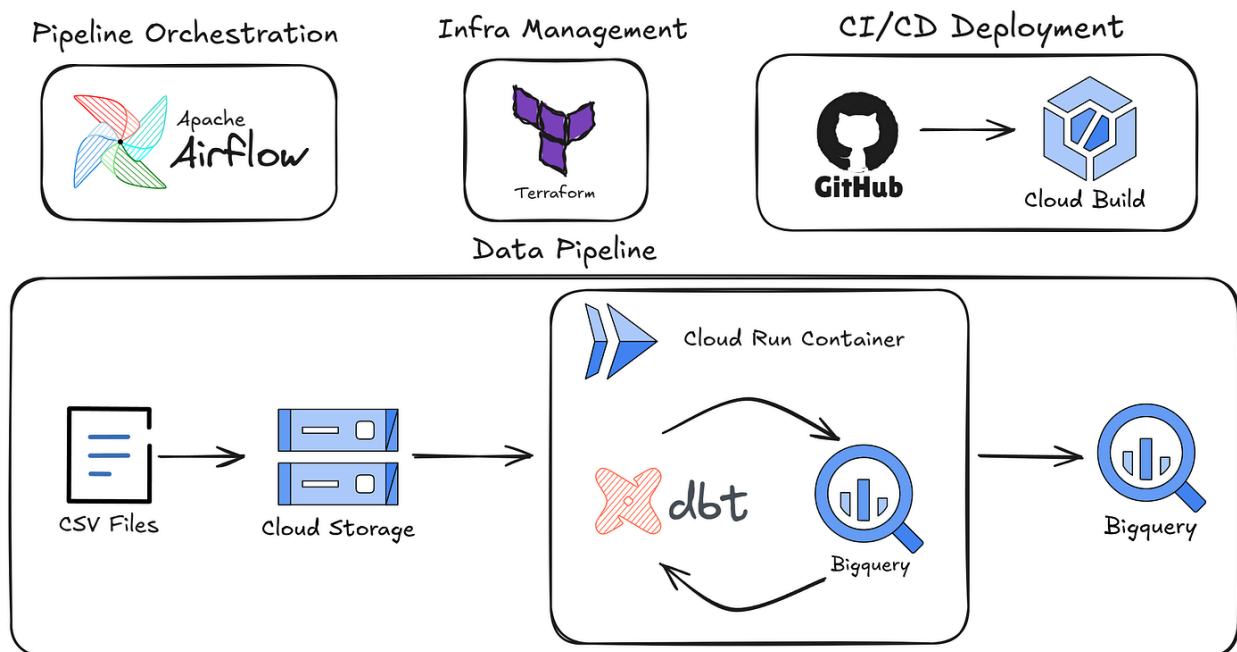 Pipeline Orchestration
Infra Management
CI/CD Deployment
Apache
Airflow
Terraform
GitHub
Cloud Build
Data Pipeline
Cloud Run Container
dbt
CSV Files
Cloud Storage
Bigquery
Bigquery